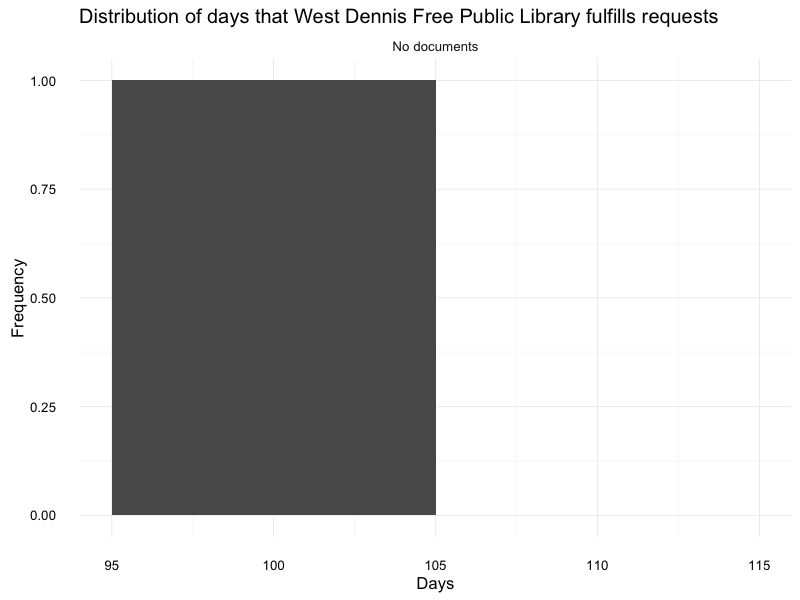 Distribution of days that West Dennis Free Public Library fulfills requests
No documents
1.00
0.75
0.50
0.25
0.00
Frequency
95 100 105 110 115
Days